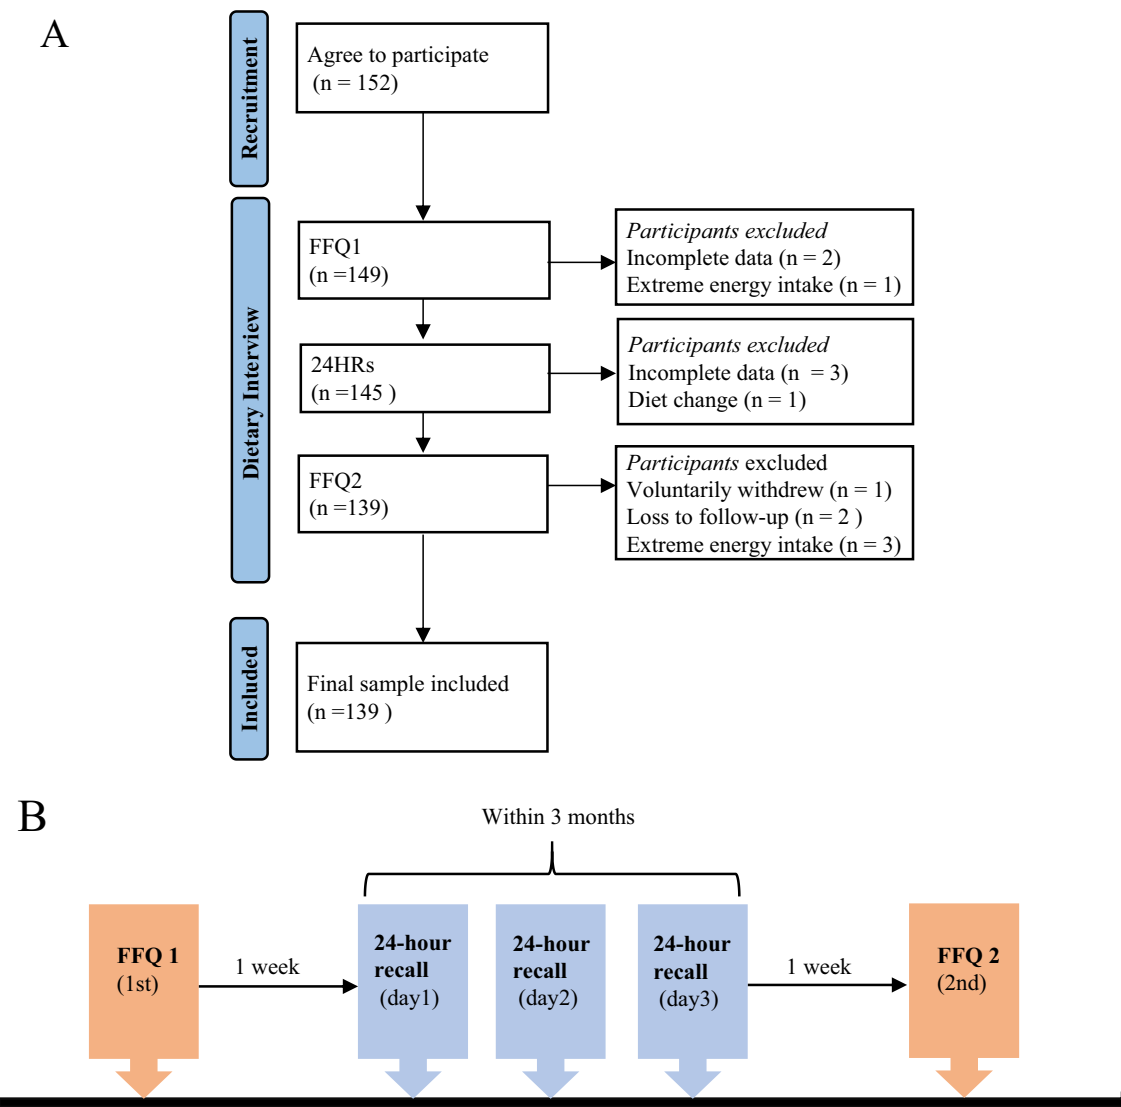 A
Recruitment
Agree to participate
(n = 152)
Dietary Interview
FFQ1
(n =149)
Participants excluded
Incomplete data (n = 2)
Extreme energy intake (n = 1)
24HRs
(n =145 )
Participants excluded
Incomplete data (n  = 3)
Diet change (n = 1)
FFQ2
(n =139)
Participants excluded
Voluntarily withdrew (n = 1)
Loss to follow-up (n = 2 )
Extreme energy intake (n = 3)
Included
Final sample included
(n =139 )
B
Within 3 months
FFQ 1
(1st)
1 week
24-hour
recall
(day1)
24-hour
recall
(day2)
24-hour
recall
(day3)
1 week
FFQ 2
(2nd)